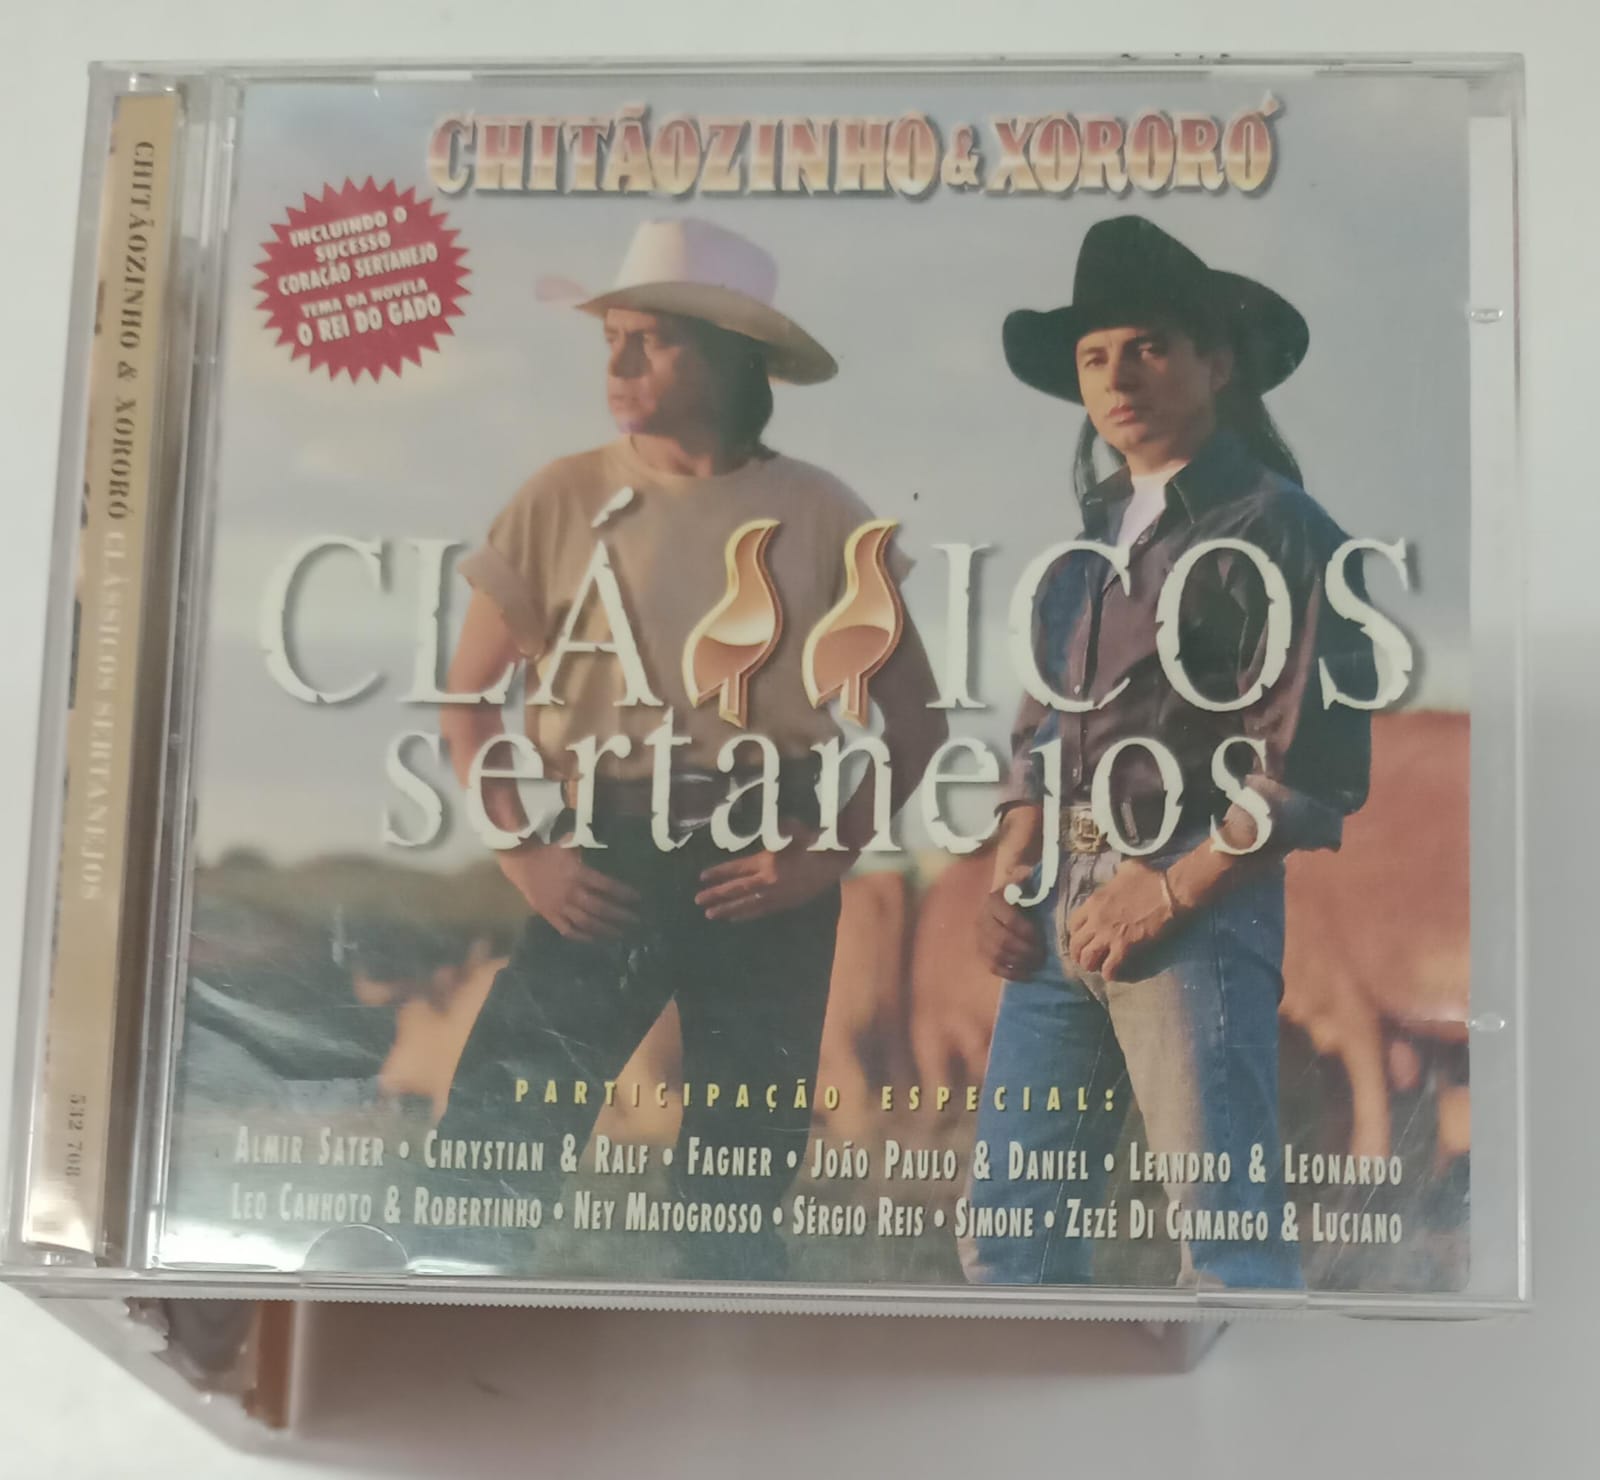 CHITÃOZINHO & XORORÓ
INCLUINDO O
SUCESSO
CORAÇÃO SERTANEJO
TEMA DA NOVELA
O REI DO GADO
CLÁSSICOS
sertanejos
PARTICIPAÇÃO ESPECIAL:
ALMIR SATER • CHRYSTIAN & RALF • FAGNER • JOÃO PAULO & DANIEL • LEANDRO & LEONARDO
LEO CANHOTO & ROBERTINHO • NEY MATOGROSSO • SÉRGIO REIS • SIMONE • ZEZÉ DI CAMARGO & LUCIANO
CHITÃOZINHO & XORORÓ CLÁSSICOS SERTANEJOS
532 708